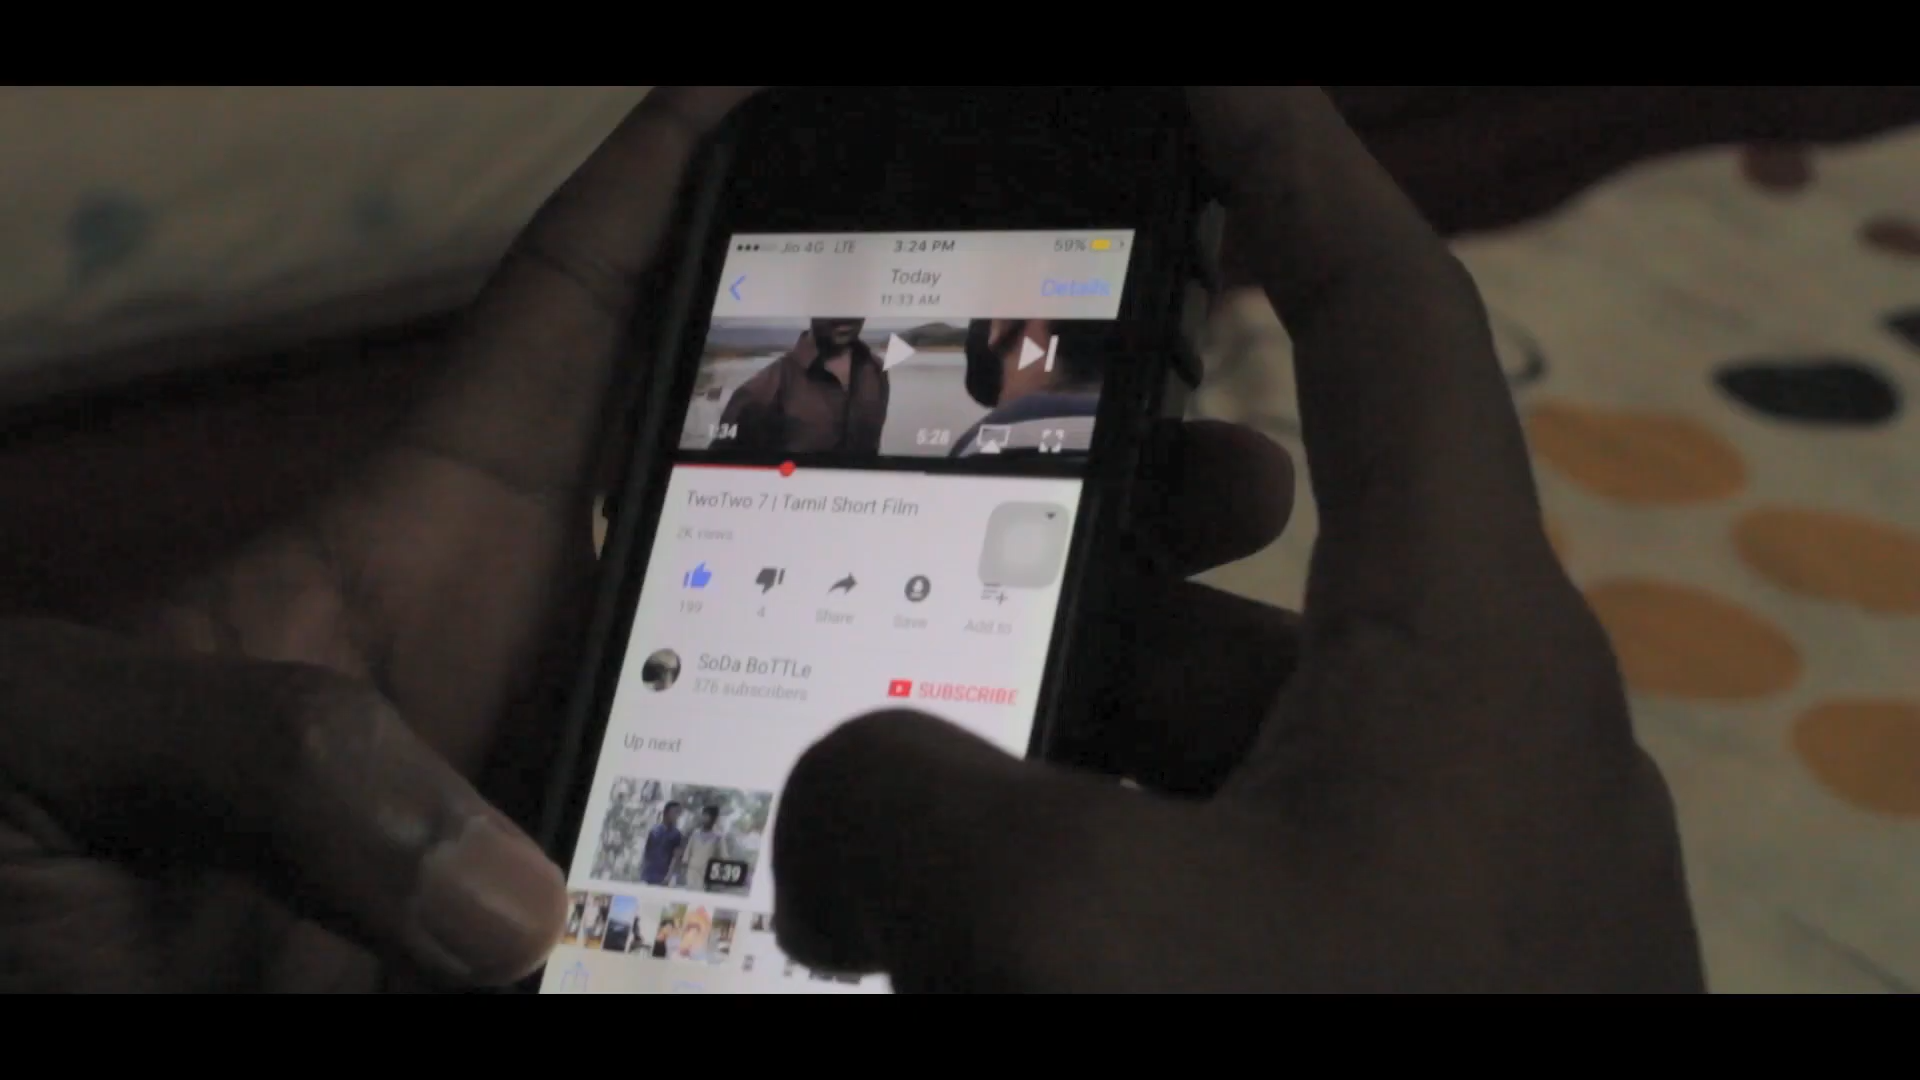 Jio 4G LTE 3:24 PM 59%
Today
11:33 AM
Details
1:34 5:28
TwoTwo 7 | Tamil Short Film
2K views
199 4 Share Save Add to
SoDa BoTTLe
376 subscribers
SUBSCRIBE
Up next
5:39